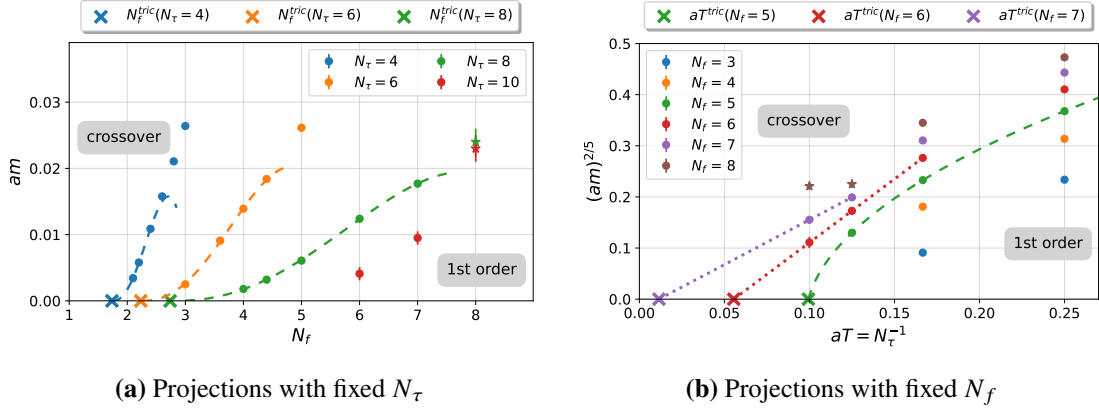 N_f^{tric}(N_τ = 4) N_f^{tric}(N_τ = 6) N_f^{tric}(N_τ = 8)
N_τ = 4 N_τ = 8
N_τ = 6 N_τ = 10
crossover
1st order
am
0.03
0.02
0.01
0.00
1 2 3 4 5 6 7 8
N_f
(a) Projections with fixed N_τ
aT^{tric}(N_f = 5) aT^{tric}(N_f = 6) aT^{tric}(N_f = 7)
N_f = 3
N_f = 4
N_f = 5
N_f = 6
N_f = 7
N_f = 8
crossover
1st order
(am)^{2/5}
0.5
0.4
0.3
0.2
0.1
0.0
0.00 0.05 0.10 0.15 0.20 0.25
aT = N_τ^{-1}
(b) Projections with fixed N_f